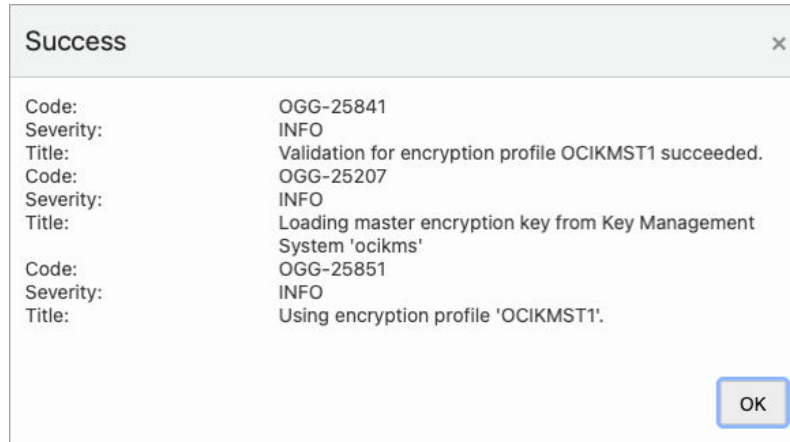 Success ×
Code: OGG-25841
Severity: INFO
Title: Validation for encryption profile OCIKMST1 succeeded.
Code: OGG-25207
Severity: INFO
Title: Loading master encryption key from Key Management
System 'ocikms'
Code: OGG-25851
Severity: INFO
Title: Using encryption profile 'OCIKMST1'.
OK